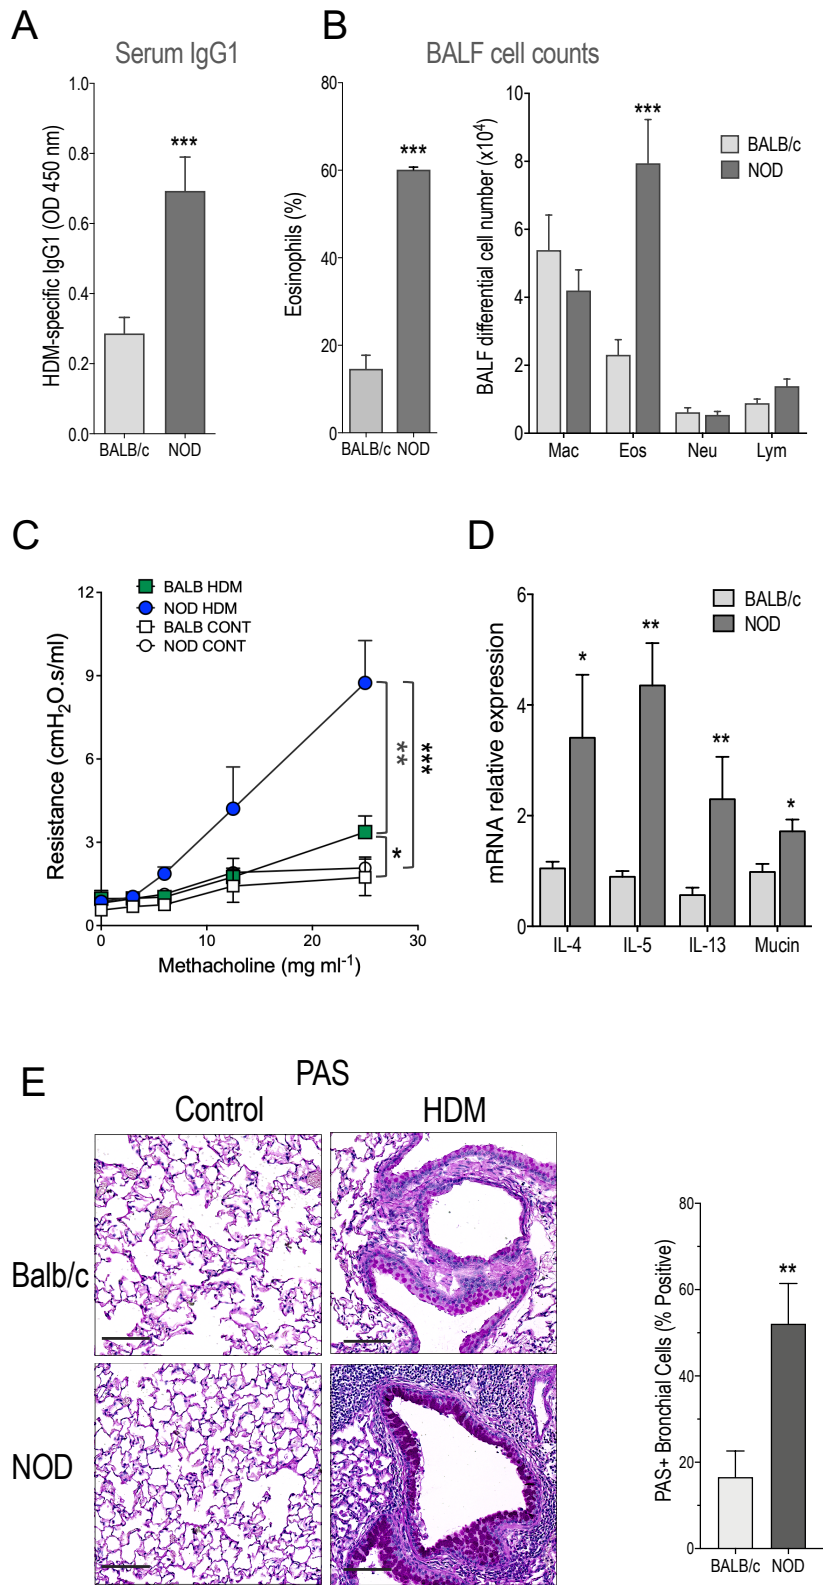 A
Serum IgG1
HDM-specific IgG1 (OD 450 nm)
1.0
0.8
0.6
0.4
0.2
0.0
***
BALB/c
NOD
B
BALF cell counts
Eosinophils (%)
80
60
40
20
0
***
BALB/c
NOD
BALF differential cell number (x10⁴)
10
8
6
4
2
0
***
BALB/c
NOD
Mac
Eos
Neu
Lym
C
Resistance (cmH₂O.s/ml)
12
9
6
3
0
BALB HDM
NOD HDM
BALB CONT
NOD CONT
**
***
*
0
10
20
30
Methacholine (mg ml⁻¹)
D
mRNA relative expression
6
4
2
0
BALB/c
NOD
*
**
**
*
IL-4
IL-5
IL-13
Mucin
E
PAS
Control
HDM
Balb/c
NOD
PAS+ Bronchial Cells (% Positive)
80
60
40
20
0
**
BALB/c
NOD